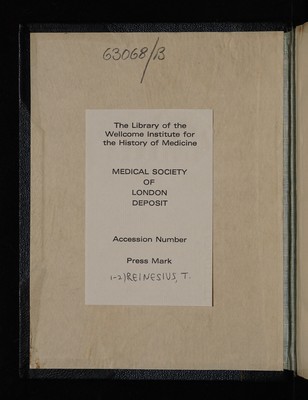 63068/B
The Library of the
Wellcome Institute for
the History of Medicine
MEDICAL SOCIETY
OF
LONDON
DEPOSIT
Accession Number
Press Mark
1-2)REINESIUS, T.